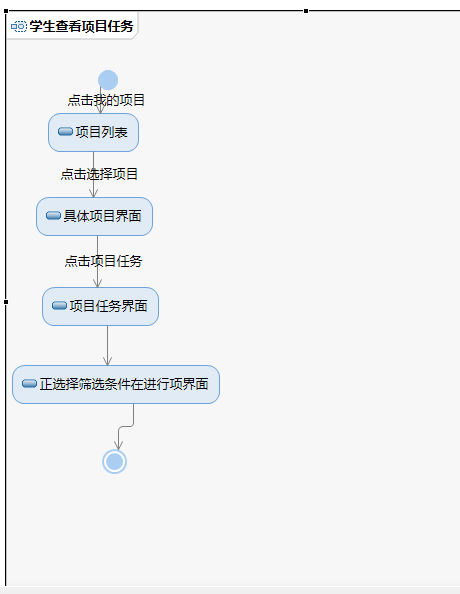 学生查看项目任务
点击我的项目
项目列表
点击选择项目
具体项目界面
点击项目任务
项目任务界面
正选择筛选条件在进行项界面